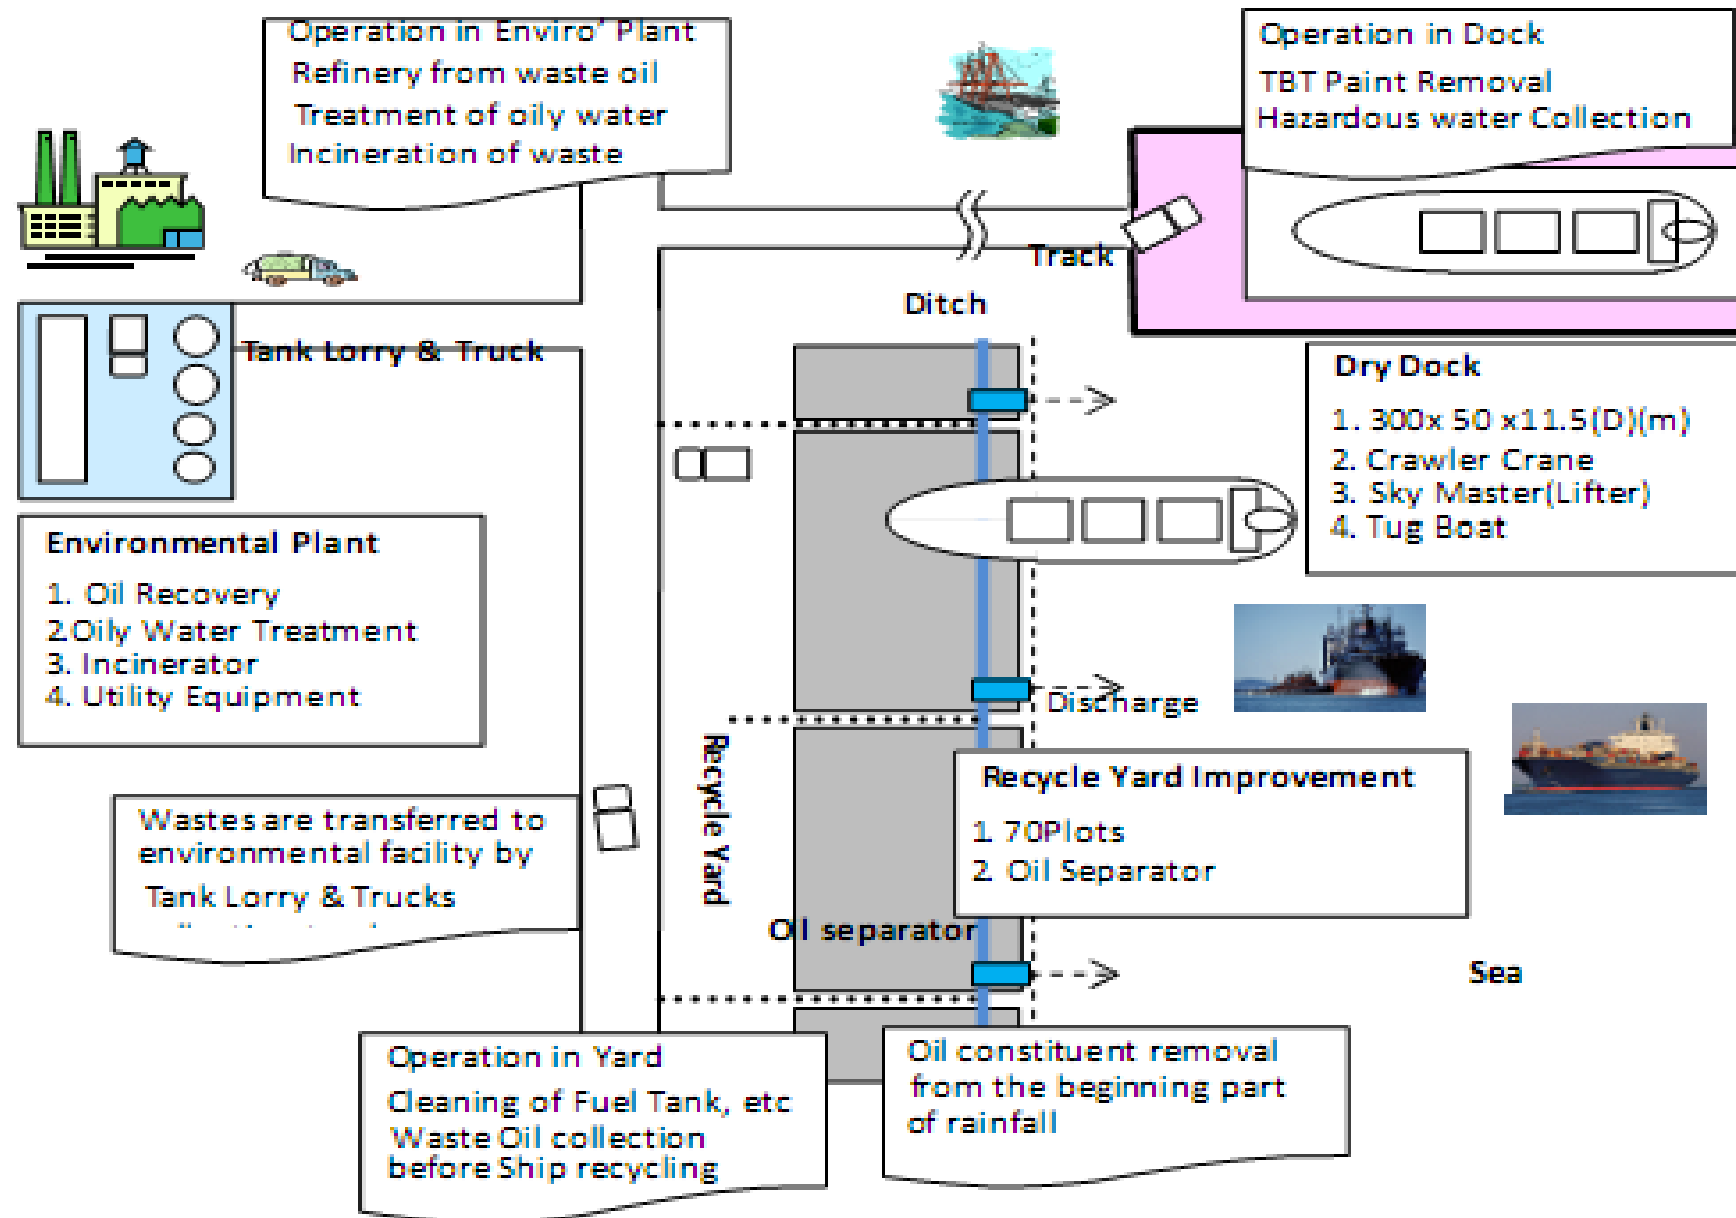 Operation in Enviro' Plant
Refinery from waste oil
Treatment of oily water
Incineration of waste
Operation in Dock
TBT Paint Removal
Hazardous water Collection
Track
Ditch
Tank Lorry & Truck
Dry Dock
1. 300x 50 x11.5(D)(m)
2. Crawler Crane
3. Sky Master(Lifter)
4. Tug Boat
Environmental Plant
1. Oil Recovery
2.Oily Water Treatment
3. Incinerator
4. Utility Equipment
Discharge
Recycle Yard
Recycle Yard Improvement
1. 70Plots
2. Oil Separator
Wastes are transferred to
environmental facility by
Tank Lorry & Trucks
Oil separator
Sea
Operation in Yard
Cleaning of Fuel Tank, etc
Waste Oil collection
before Ship recycling
Oil constituent removal
from the beginning part
of rainfall